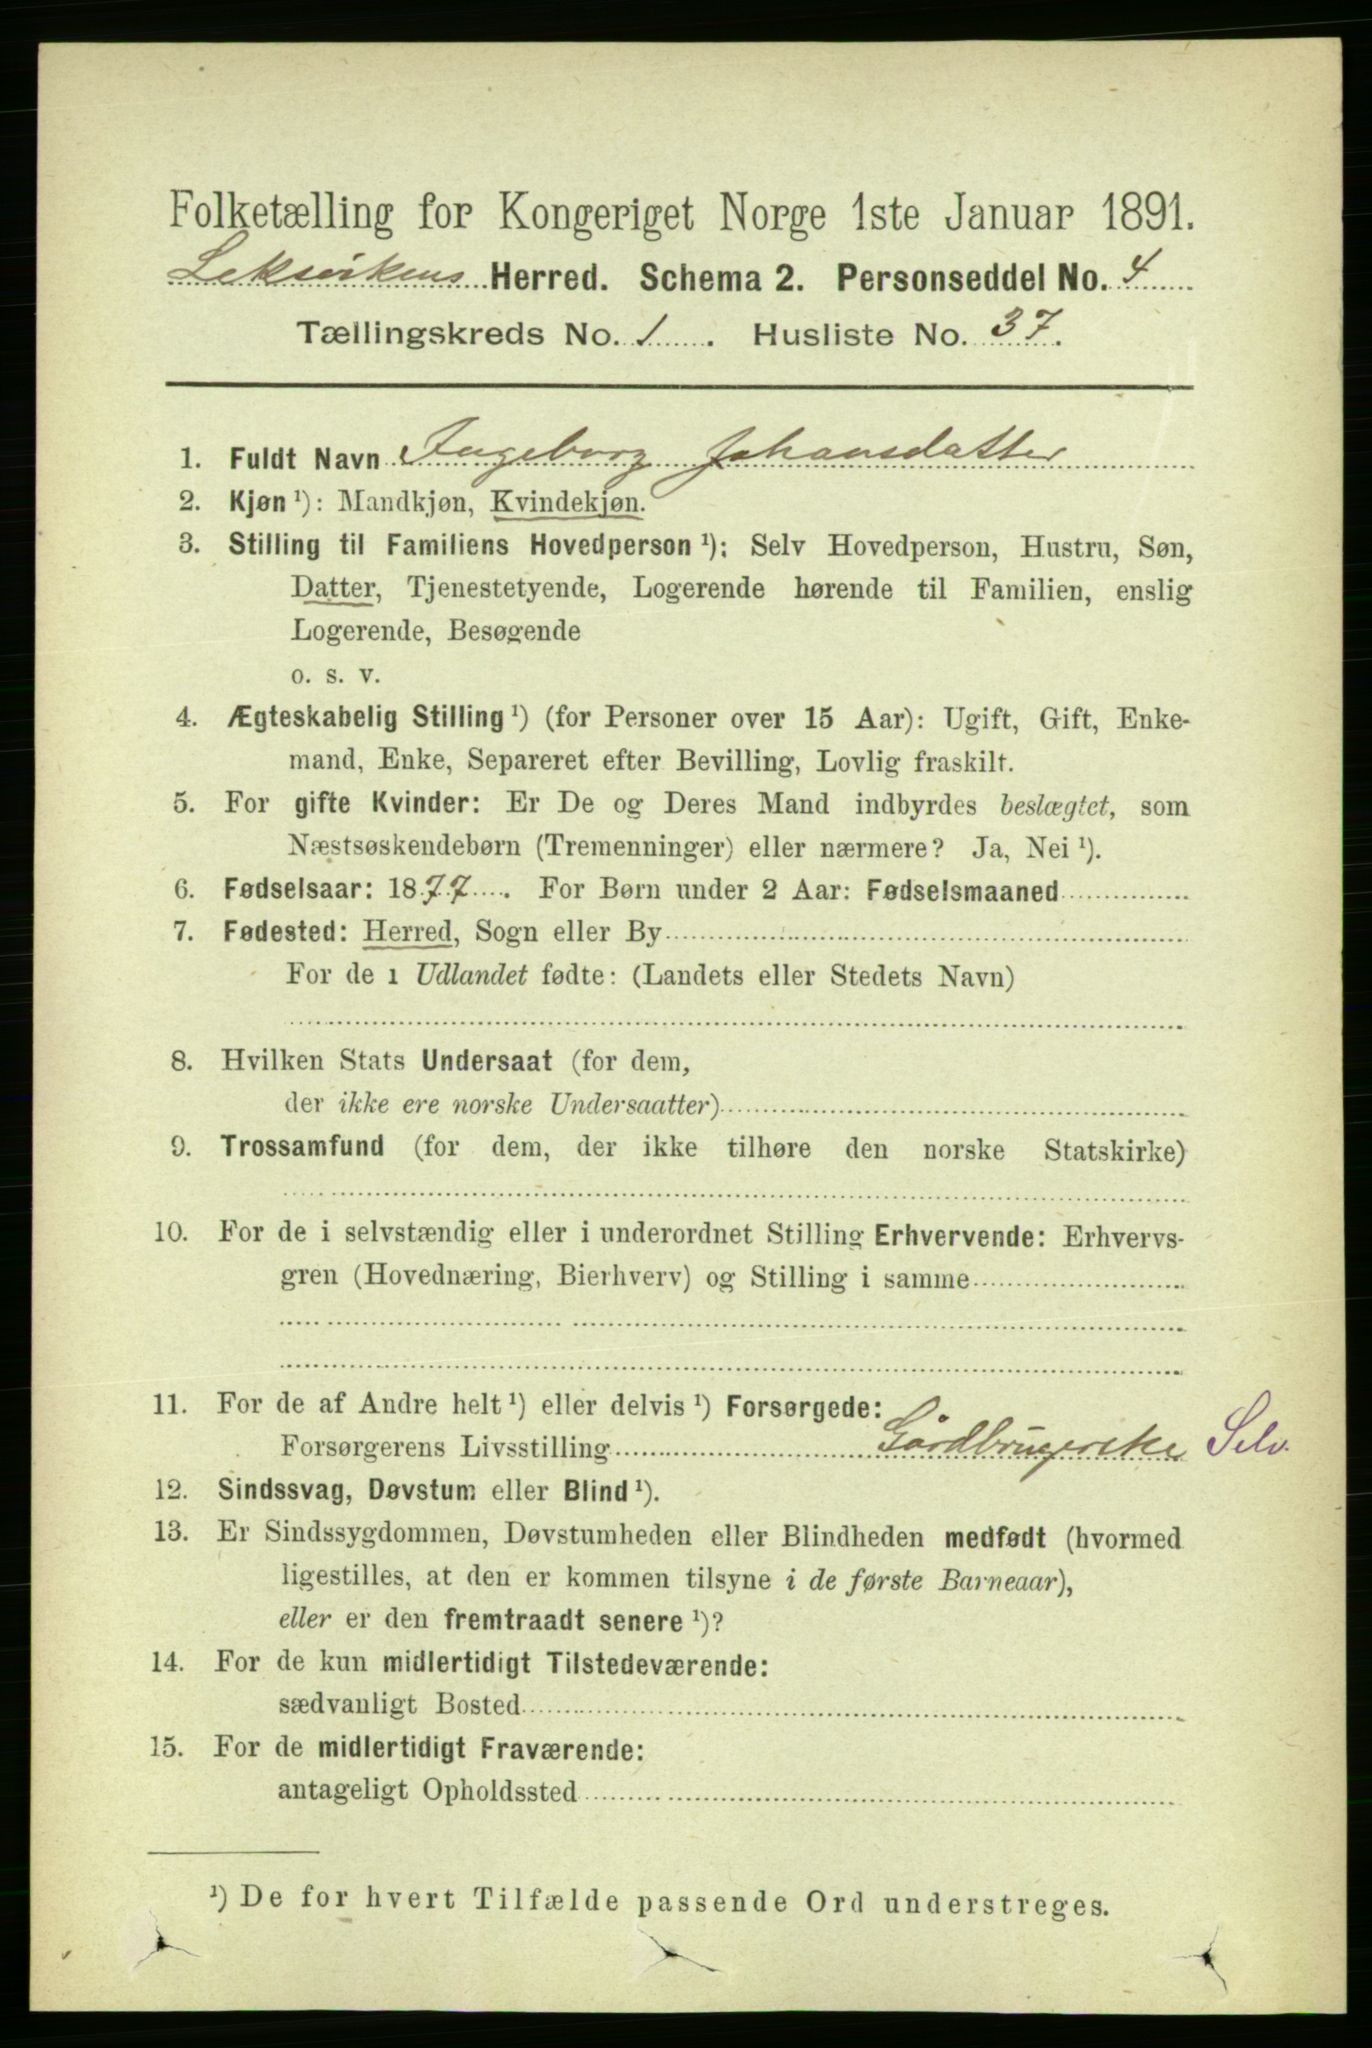 Folketælling for Kongeriget Norge 1ste Januar 1891.
Leksvikens Herred. Schema 2. Personseddel No. 4
Tællingskreds No. 1. Husliste No. 37.
1. Fuldt Navn Ingeborg Johansdatter
2. Kjøn ¹): Mandkjøn, Kvindekjøn.
3. Stilling til Familiens Hovedperson ¹): Selv Hovedperson, Hustru, Søn,
Datter, Tjenestetyende, Logerende hørende til Familien, enslig
Logerende, Besøgende
o. s. v.
4. Ægteskabelig Stilling ¹) (for Personer over 15 Aar): Ugift, Gift, Enke-
mand, Enke, Separeret efter Bevilling, Lovlig fraskilt.
5. For gifte Kvinder: Er De og Deres Mand indbyrdes beslægtet, som
Næstsøskendebørn (Tremenninger) eller nærmere? Ja, Nei ¹).
6. Fødselsaar: 1877. For Børn under 2 Aar: Fødselsmaaned
7. Fødested: Herred, Sogn eller By
For de i Udlandet fødte: (Landets eller Stedets Navn)
8. Hvilken Stats Undersaat (for dem,
der ikke ere norske Undersaatter)
9. Trossamfund (for dem, der ikke tilhøre den norske Statskirke)
10. For de i selvstændig eller i underordnet Stilling Erhvervende: Erhvervs-
gren (Hovednæring, Bierhverv) og Stilling i samme
11. For de af Andre helt ¹) eller delvis ¹) Forsørgede:
Forsørgerens Livsstilling Gårdbrugerske Selv.
12. Sindssvag, Døvstum eller Blind ¹).
13. Er Sindssygdommen, Døvstumheden eller Blindheden medfødt (hvormed
ligestilles, at den er kommen tilsyne i de første Barneaar),
eller er den fremtraadt senere ¹)?
14. For de kun midlertidigt Tilstedeværende:
sædvanligt Bosted
15. For de midlertidigt Fraværende:
antageligt Opholdssted
¹) De for hvert Tilfælde passende Ord understreges.